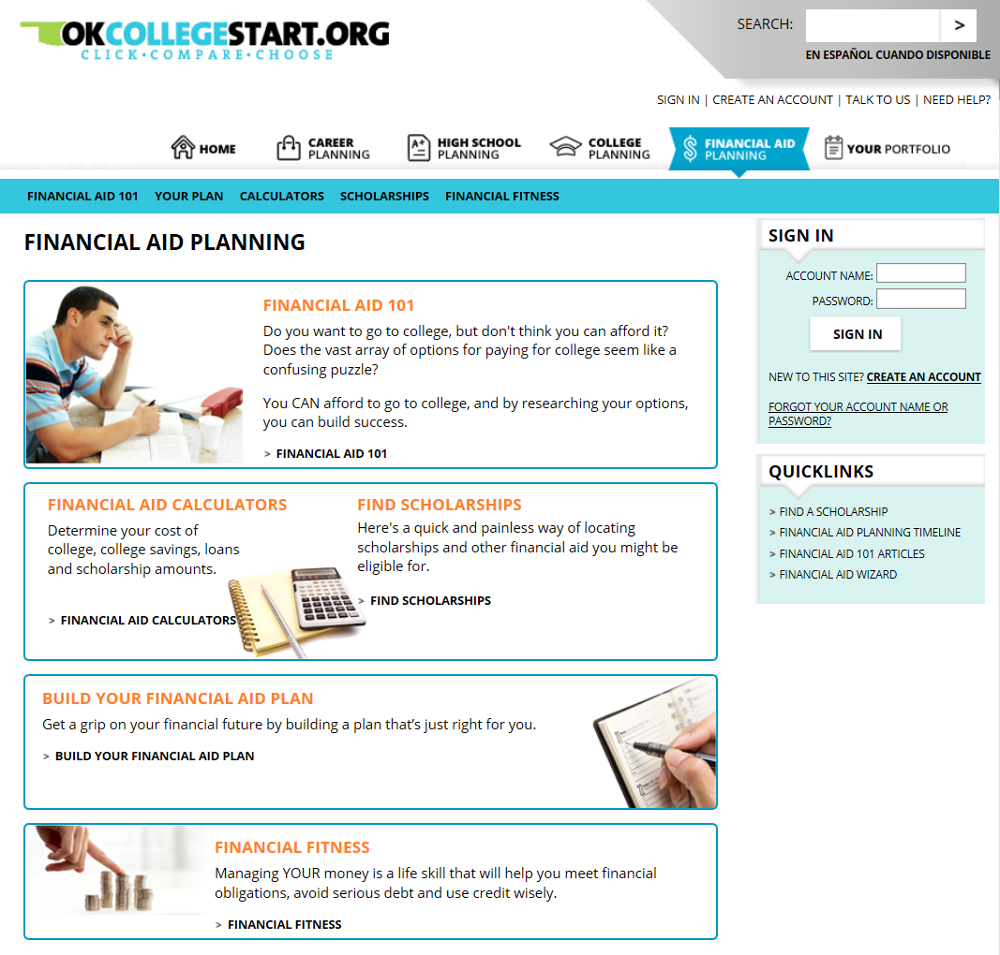 OKCOLLEGESTART.ORG
CLICK•COMPARE•CHOOSE
SEARCH:
>
EN ESPAÑOL CUANDO DISPONIBLE
SIGN IN | CREATE AN ACCOUNT | TALK TO US | NEED HELP?
HOME
CAREER
PLANNING
A+
HIGH SCHOOL
PLANNING
COLLEGE
PLANNING
$
FINANCIAL AID
PLANNING
YOUR PORTFOLIO
FINANCIAL AID 101 YOUR PLAN CALCULATORS SCHOLARSHIPS FINANCIAL FITNESS
FINANCIAL AID PLANNING
FINANCIAL AID 101
Do you want to go to college, but don't think you can afford it?
Does the vast array of options for paying for college seem like a
confusing puzzle?
You CAN afford to go to college, and by researching your options,
you can build success.
> FINANCIAL AID 101
FINANCIAL AID CALCULATORS
Determine your cost of
college, college savings, loans
and scholarship amounts.
> FINANCIAL AID CALCULATORS
FIND SCHOLARSHIPS
Here's a quick and painless way of locating
scholarships and other financial aid you might be
eligible for.
> FIND SCHOLARSHIPS
BUILD YOUR FINANCIAL AID PLAN
Get a grip on your financial future by building a plan that’s just right for you.
> BUILD YOUR FINANCIAL AID PLAN
FINANCIAL FITNESS
Managing YOUR money is a life skill that will help you meet financial
obligations, avoid serious debt and use credit wisely.
> FINANCIAL FITNESS
SIGN IN
ACCOUNT NAME:
PASSWORD:
SIGN IN
NEW TO THIS SITE? CREATE AN ACCOUNT
FORGOT YOUR ACCOUNT NAME OR
PASSWORD?
QUICKLINKS
> FIND A SCHOLARSHIP
> FINANCIAL AID PLANNING TIMELINE
> FINANCIAL AID 101 ARTICLES
> FINANCIAL AID WIZARD